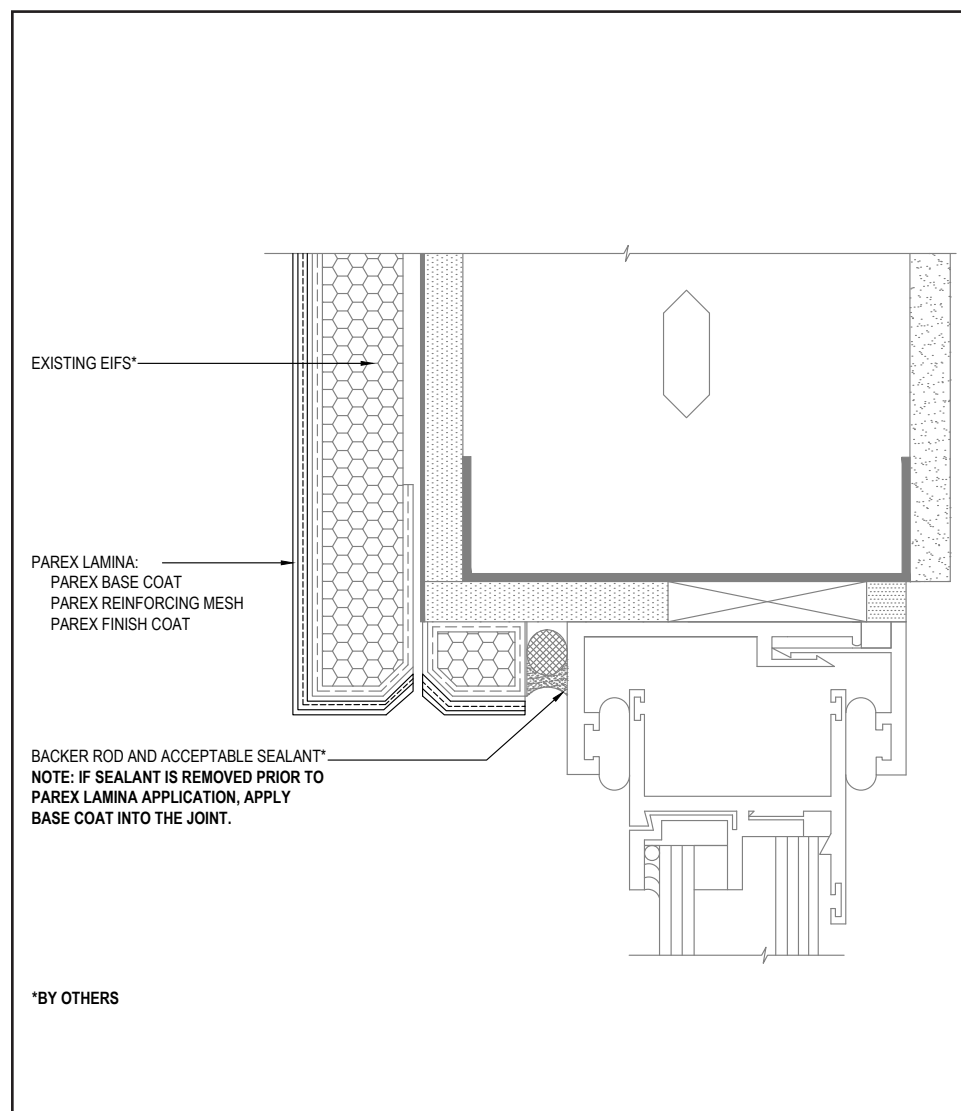 EXISTING EIFS*
PAREX LAMINA:
PAREX BASE COAT
PAREX REINFORCING MESH
PAREX FINISH COAT
BACKER ROD AND ACCEPTABLE SEALANT*
NOTE: IF SEALANT IS REMOVED PRIOR TO
PAREX LAMINA APPLICATION, APPLY
BASE COAT INTO THE JOINT.
*BY OTHERS